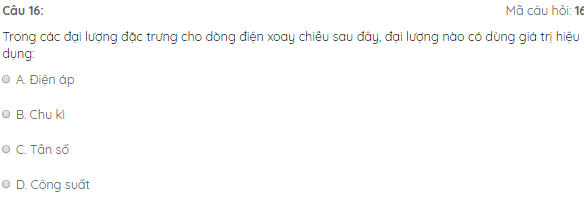 Câu 16:
Mã câu hỏi: 16
Trong các đại lượng đặc trưng cho dòng điện xoay chiều sau đây, đại lượng nào có dùng giá trị hiệu
dụng:
A. Điện áp
B. Chu kì
C. Tần số
D. Công suất